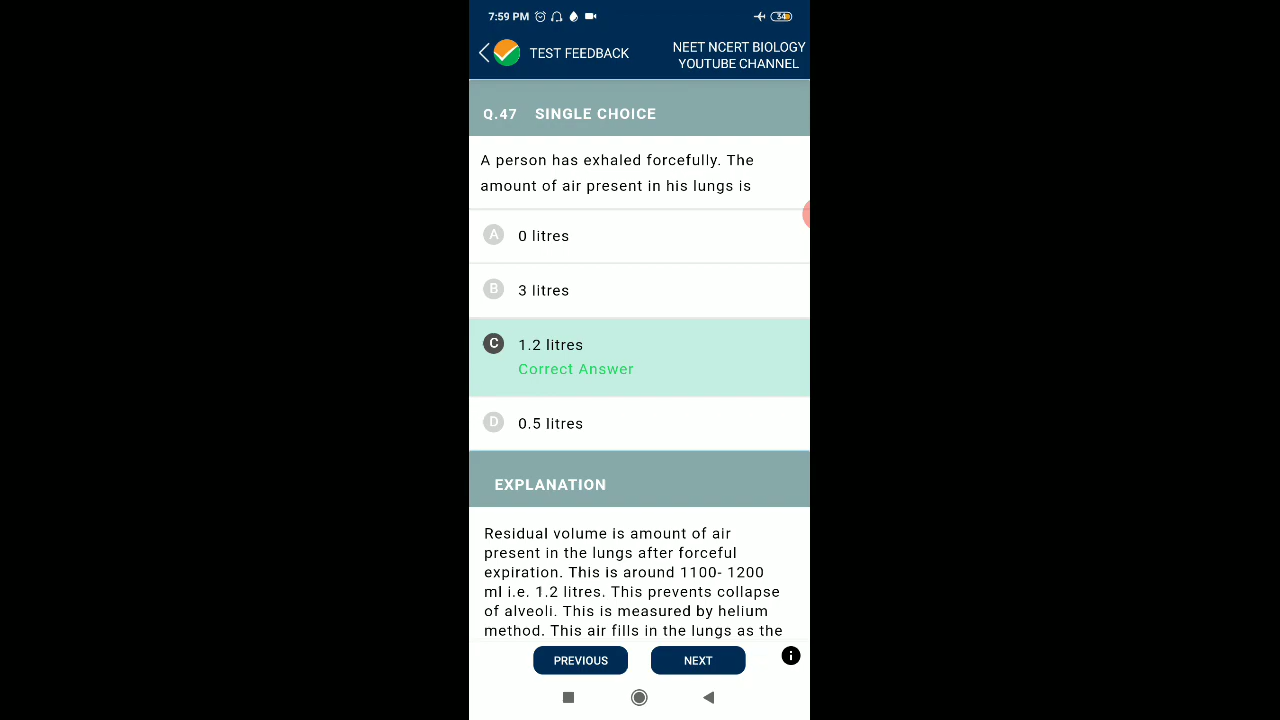 7:59 PM 34
TEST FEEDBACK
NEET NCERT BIOLOGY
YOUTUBE CHANNEL
Q.47 SINGLE CHOICE
A person has exhaled forcefully. The
amount of air present in his lungs is
A 0 litres
B 3 litres
C 1.2 litres
Correct Answer
D 0.5 litres
EXPLANATION
Residual volume is amount of air
present in the lungs after forceful
expiration. This is around 1100- 1200
ml i.e. 1.2 litres. This prevents collapse
of alveoli. This is measured by helium
method. This air fills in the lungs as the
PREVIOUS NEXT